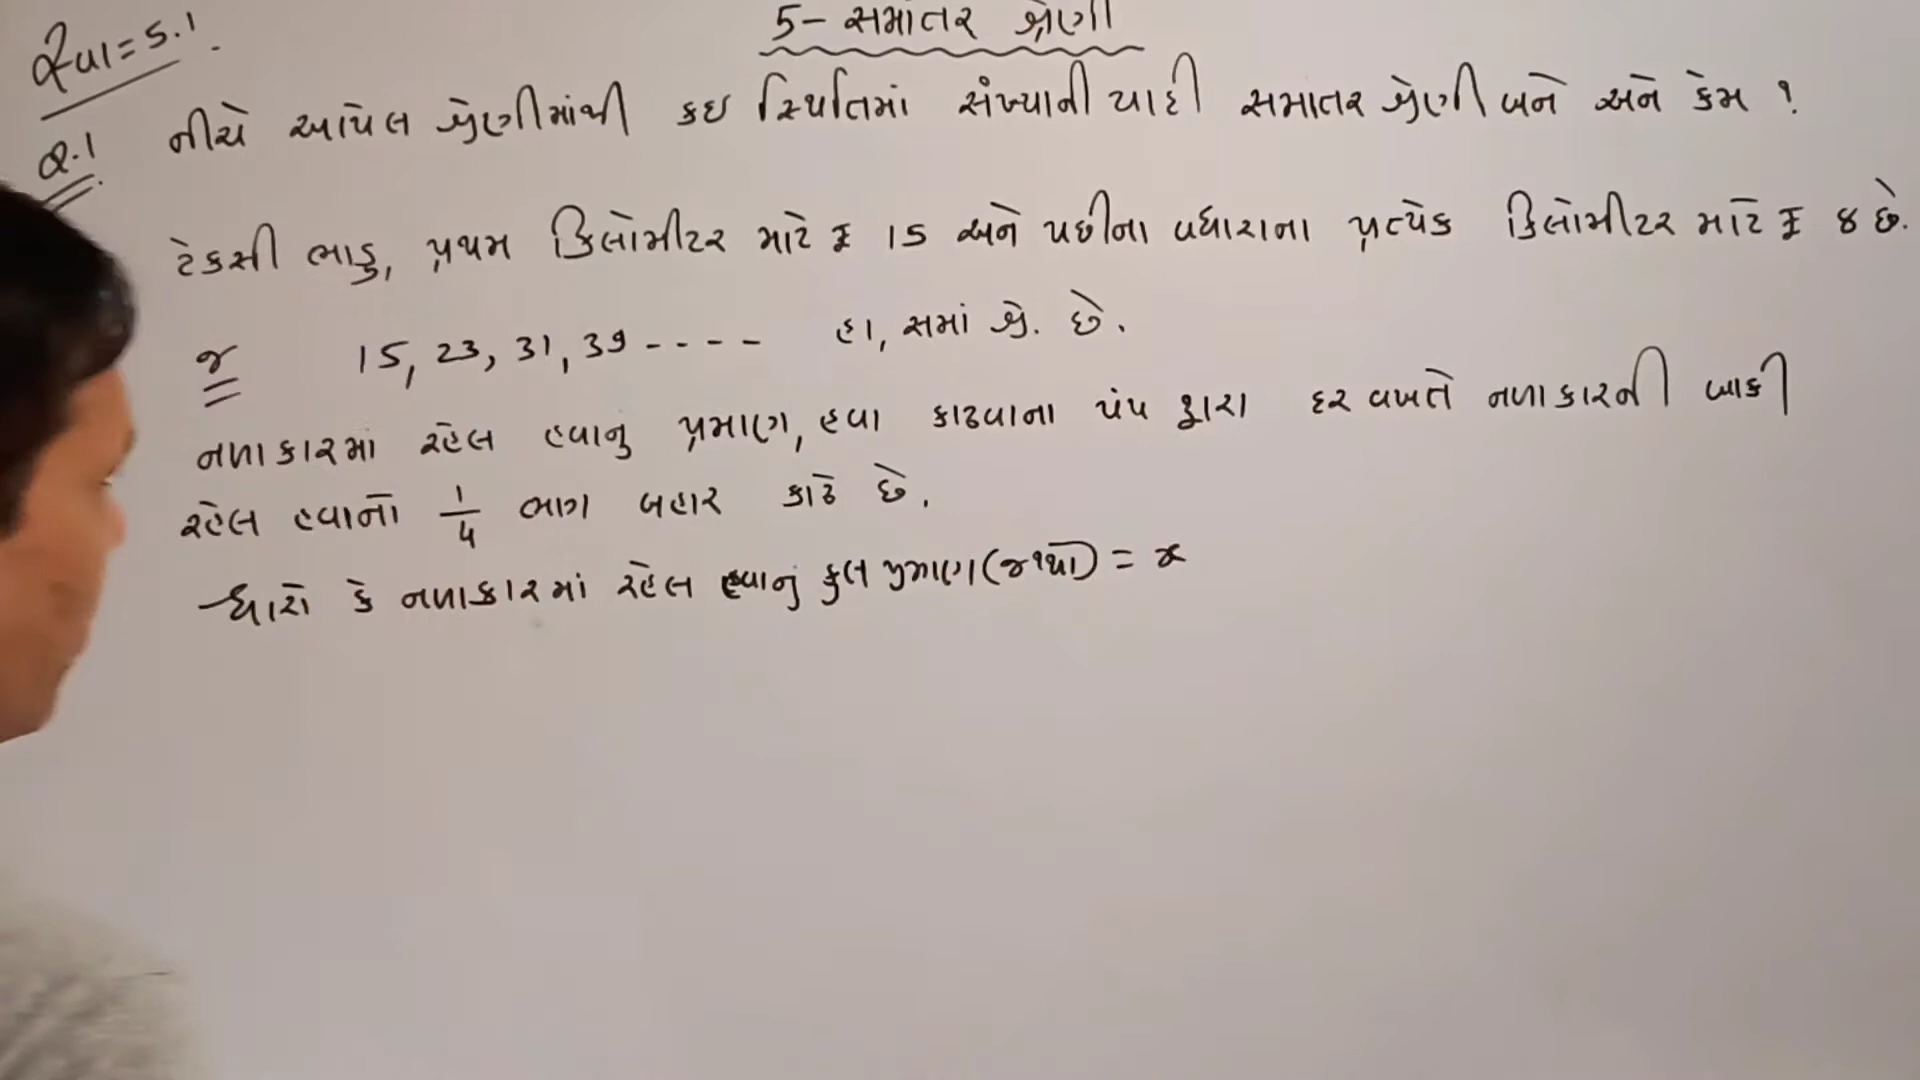 5- સમાંતર શ્રેણી
સ્વા = 5.1
Q.1 નીચે આપેલ શ્રેણીમાંથી કઇ સ્થિતિમાં સંખ્યાની યાદી સમાતર શ્રેણી બને અને કેમ ?
ટેકસી ભાડુ, પ્રથમ કિલોમીટર માટે ₹ 15 અને પછીના વધારાના પ્રત્યેક કિલોમીટર માટે ₹ 8 છે.
જ 15, 23, 31, 39 ---- હા, સમાં શ્રે. છે.
નળાકારમાં રહેલ હવાનુ પ્રમાણ, હવા કાઢવાના પંપ દ્વારા દર વખતે નળાકારની બાકી
રહેલ હવાનો 1/4 ભાગ બહાર કાઢે છે.
ધારો કે નળાકારમાં રહેલ હવાનું કુલ પ્રમાણ (જથ્થો) = x